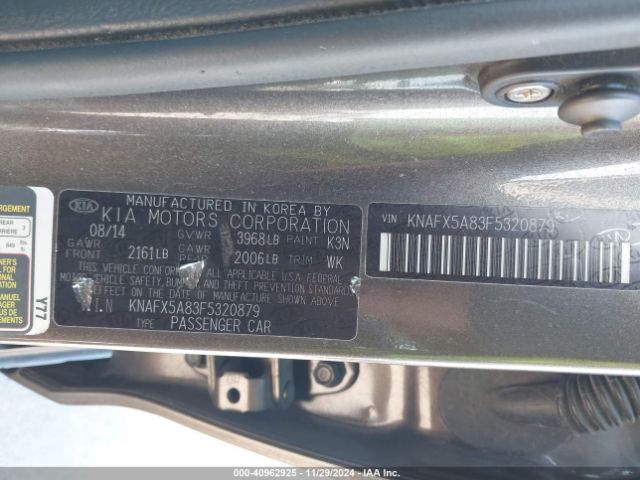 MANUFACTURED IN KOREA BY
KIA KIA MOTORS CORPORATION
08/14 GVWR 3968LB PAINT K3N
GAWR FRONT 2161LB GAWR 2006LB TRIM WK
THIS VEHICLE CONFORMS ALL APPLICABLE U.S.A. FEDERAL
MOTOR VEHICLE SAFETY, BUMPER, AND THEFT PREVENTION STANDARDS
IN EFFECT ON THE DATE OF MANUFACTURE SHOWN ABOVE.
V.I.N KNAFX5A83F5320879
TYPE PASSENGER CAR
VIN KNAFX5A83F5320879
Y77
00-40962925 - 11/29/2024 - IAA Inc.